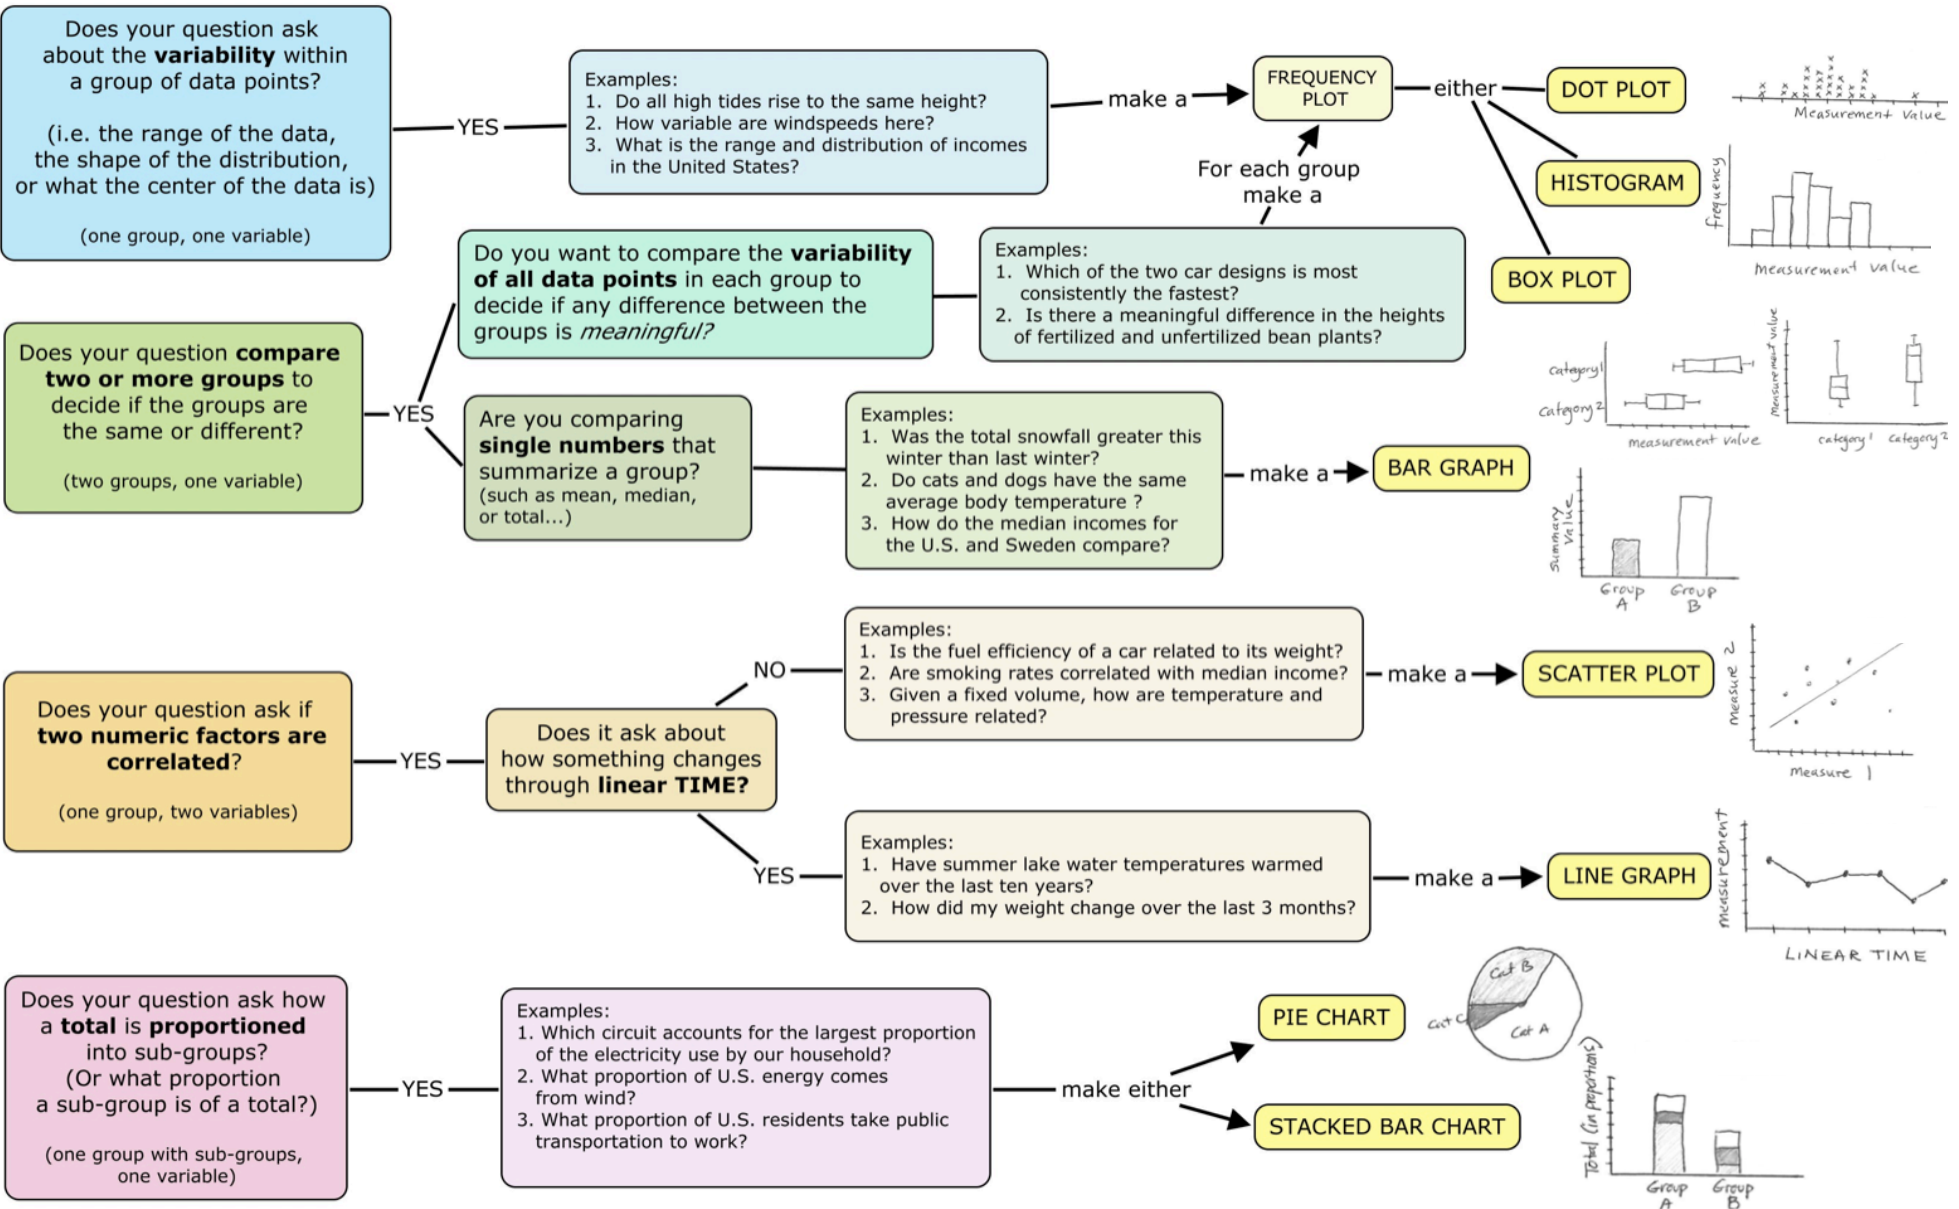 Does your question ask
about the variability within
a group of data points?
(i.e. the range of the data,
the shape of the distribution,
or what the center of the data is)
(one group, one variable)
YES
Examples:
1. Do all high tides rise to the same height?
2. How variable are windspeeds here?
3. What is the range and distribution of incomes
in the United States?
make a
FREQUENCY
PLOT
either
DOT PLOT
Measurement Value
HISTOGRAM
frequency
Measurement Value
BOX PLOT
category 1
category 2
measurement value
Measurement value
category 1 category 2
For each group
make a
Does your question compare
two or more groups to
decide if the groups are
the same or different?
(two groups, one variable)
YES
Do you want to compare the variability
of all data points in each group to
decide if any difference between the
groups is meaningful?
Examples:
1. Which of the two car designs is most
consistently the fastest?
2. Is there a meaningful difference in the heights
of fertilized and unfertilized bean plants?
Are you comparing
single numbers that
summarize a group?
(such as mean, median,
or total...)
Examples:
1. Was the total snowfall greater this
winter than last winter?
2. Do cats and dogs have the same
average body temperature ?
3. How do the median incomes for
the U.S. and Sweden compare?
make a
BAR GRAPH
Summary
Value
Group
A
Group
B
Does your question ask if
two numeric factors are
correlated?
(one group, two variables)
YES
Does it ask about
how something changes
through linear TIME?
NO
Examples:
1. Is the fuel efficiency of a car related to its weight?
2. Are smoking rates correlated with median income?
3. Given a fixed volume, how are temperature and
pressure related?
make a
SCATTER PLOT
measure 2
measure 1
YES
Examples:
1. Have summer lake water temperatures warmed
over the last ten years?
2. How did my weight change over the last 3 months?
make a
LINE GRAPH
measurement
LINEAR TIME
Does your question ask how
a total is proportioned
into sub-groups?
(Or what proportion
a sub-group is of a total?)
(one group with sub-groups,
one variable)
YES
Examples:
1. Which circuit accounts for the largest proportion
of the electricity use by our household?
2. What proportion of U.S. energy comes
from wind?
3. What proportion of U.S. residents take public
transportation to work?
make either
PIE CHART
Cat B
Cat C
Cat A
STACKED BAR CHART
Total (in proportions)
Group
A
Group
B